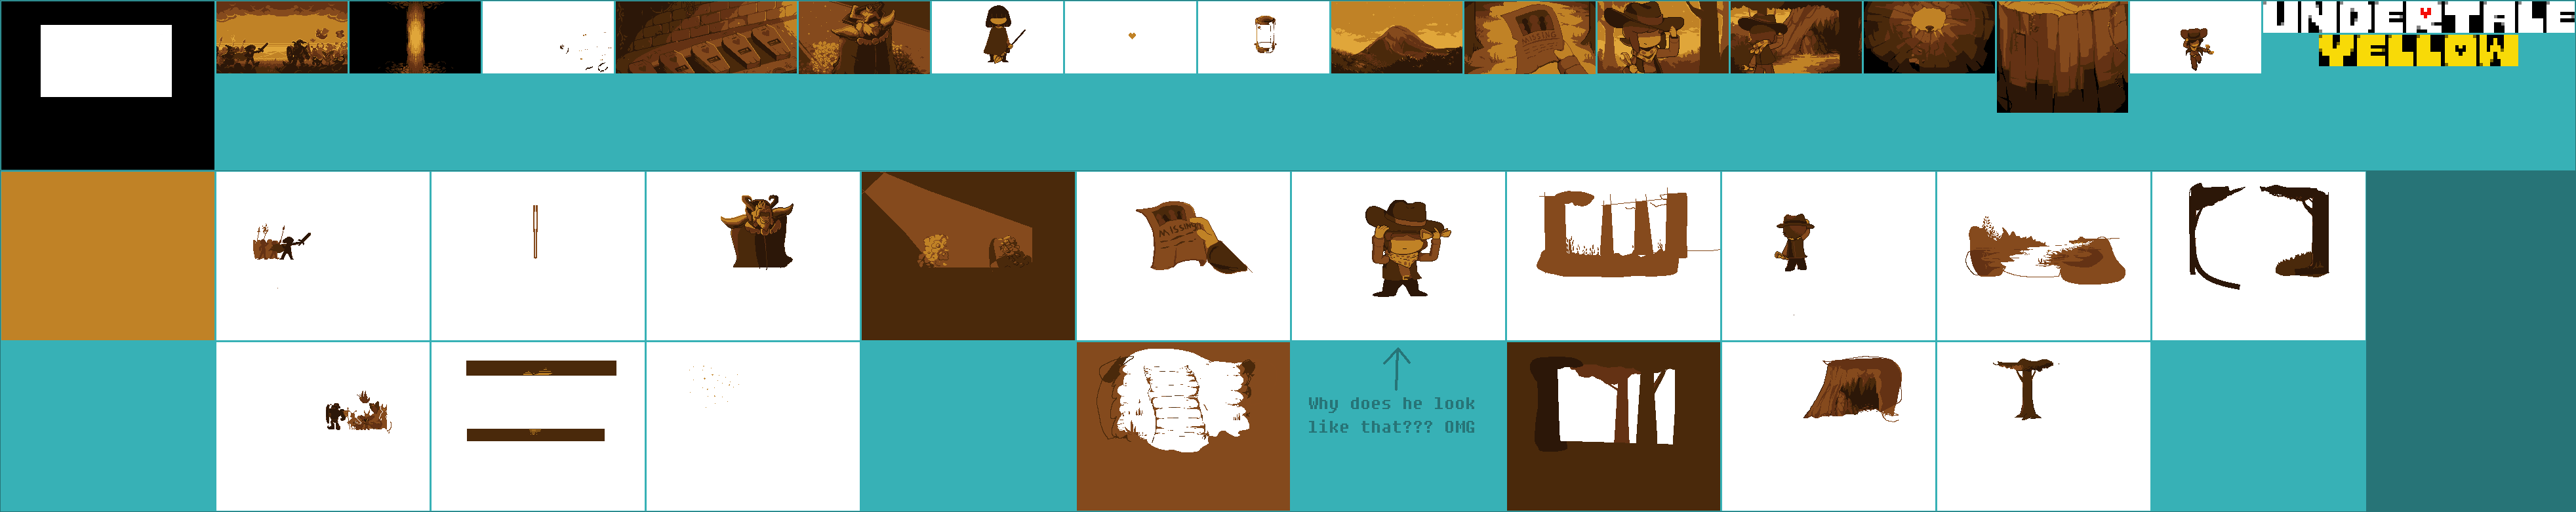 UNDERTALE
YELLOW
MISSING
MISSING
Why does he look
like that??? OMG